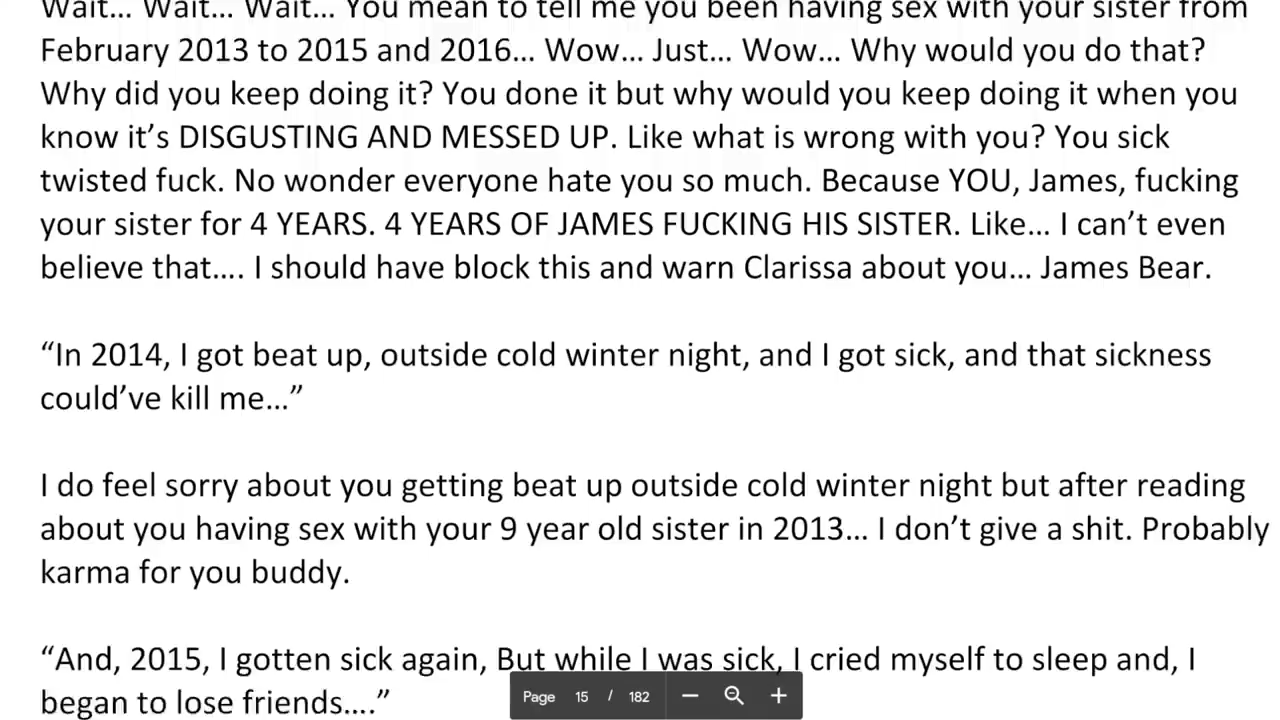 Wait… Wait… Wait… You mean to tell me you been having sex with your sister from
February 2013 to 2015 and 2016… Wow… Just… Wow… Why would you do that?
Why did you keep doing it? You done it but why would you keep doing it when you
know it’s DISGUSTING AND MESSED UP. Like what is wrong with you? You sick
twisted fuck. No wonder everyone hate you so much. Because YOU, James, fucking
your sister for 4 YEARS. 4 YEARS OF JAMES FUCKING HIS SISTER. Like… I can’t even
believe that…. I should have block this and warn Clarissa about you… James Bear.
“In 2014, I got beat up, outside cold winter night, and I got sick, and that sickness
could’ve kill me…”
I do feel sorry about you getting beat up outside cold winter night but after reading
about you having sex with your 9 year old sister in 2013… I don’t give a shit. Probably
karma for you buddy.
“And, 2015, I gotten sick again, But while I was sick, I cried myself to sleep and, I
began to lose friends….”
Page 15 / 182